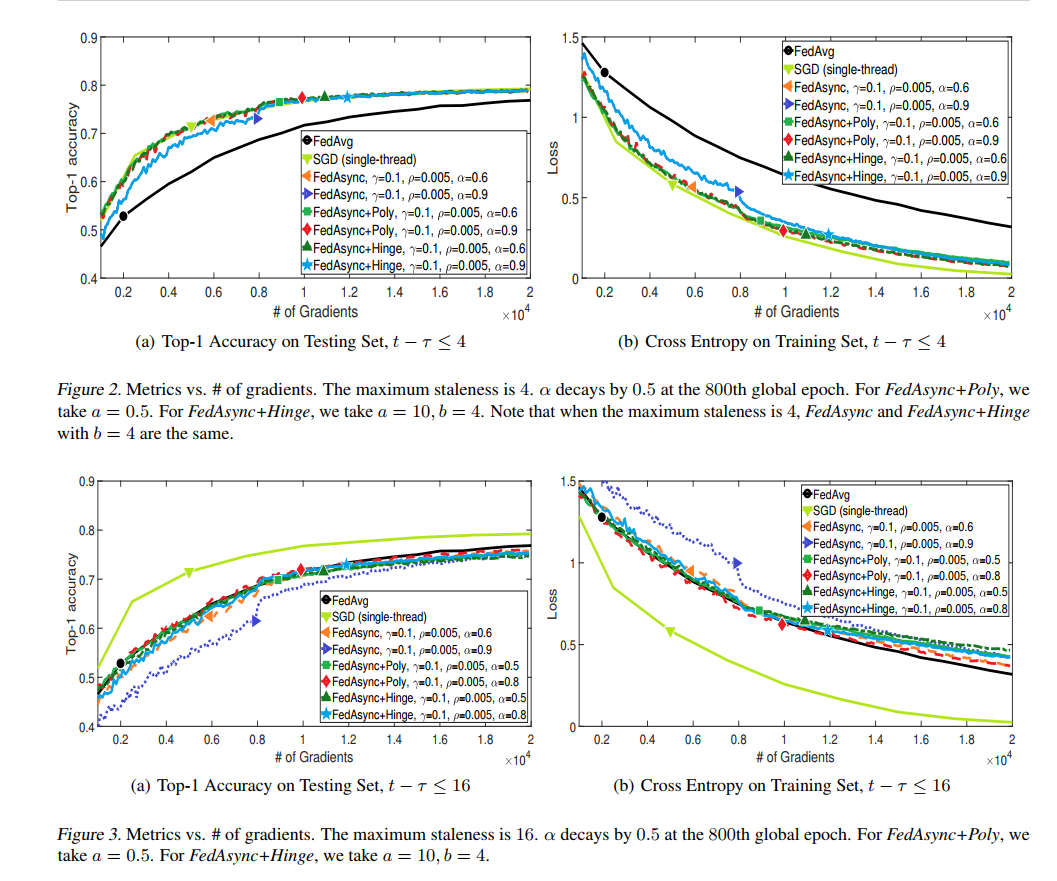 0.9
0.8
0.7
0.6
0.5
0.4
Top-1 accuracy
FedAvg
SGD (single-thread)
FedAsync, γ=0.1, ρ=0.005, α=0.6
FedAsync, γ=0.1, ρ=0.005, α=0.9
FedAsync+Poly, γ=0.1, ρ=0.005, α=0.6
FedAsync+Poly, γ=0.1, ρ=0.005, α=0.9
FedAsync+Hinge, γ=0.1, ρ=0.005, α=0.6
FedAsync+Hinge, γ=0.1, ρ=0.005, α=0.9
0.2 0.4 0.6 0.8 1 1.2 1.4 1.6 1.8 2
# of Gradients
×10⁴
(a) Top-1 Accuracy on Testing Set, t − τ ≤ 4
1.5
1
0.5
0
Loss
FedAvg
SGD (single-thread)
FedAsync, γ=0.1, ρ=0.005, α=0.6
FedAsync, γ=0.1, ρ=0.005, α=0.9
FedAsync+Poly, γ=0.1, ρ=0.005, α=0.6
FedAsync+Poly, γ=0.1, ρ=0.005, α=0.9
FedAsync+Hinge, γ=0.1, ρ=0.005, α=0.6
FedAsync+Hinge, γ=0.1, ρ=0.005, α=0.9
0.2 0.4 0.6 0.8 1 1.2 1.4 1.6 1.8 2
# of Gradients
×10⁴
(b) Cross Entropy on Training Set, t − τ ≤ 4
Figure 2. Metrics vs. # of gradients. The maximum staleness is 4. α decays by 0.5 at the 800th global epoch. For FedAsync+Poly, we
take a = 0.5. For FedAsync+Hinge, we take a = 10, b = 4. Note that when the maximum staleness is 4, FedAsync and FedAsync+Hinge
with b = 4 are the same.
0.9
0.8
0.7
0.6
0.5
0.4
Top-1 accuracy
FedAvg
SGD (single-thread)
FedAsync, γ=0.1, ρ=0.005, α=0.6
FedAsync, γ=0.1, ρ=0.005, α=0.9
FedAsync+Poly, γ=0.1, ρ=0.005, α=0.5
FedAsync+Poly, γ=0.1, ρ=0.005, α=0.8
FedAsync+Hinge, γ=0.1, ρ=0.005, α=0.5
FedAsync+Hinge, γ=0.1, ρ=0.005, α=0.8
0.2 0.4 0.6 0.8 1 1.2 1.4 1.6 1.8 2
# of Gradients
×10⁴
(a) Top-1 Accuracy on Testing Set, t − τ ≤ 16
1.5
1
0.5
0
Loss
FedAvg
SGD (single-thread)
FedAsync, γ=0.1, ρ=0.005, α=0.6
FedAsync, γ=0.1, ρ=0.005, α=0.9
FedAsync+Poly, γ=0.1, ρ=0.005, α=0.5
FedAsync+Poly, γ=0.1, ρ=0.005, α=0.8
FedAsync+Hinge, γ=0.1, ρ=0.005, α=0.5
FedAsync+Hinge, γ=0.1, ρ=0.005, α=0.8
0.2 0.4 0.6 0.8 1 1.2 1.4 1.6 1.8 2
# of Gradients
×10⁴
(b) Cross Entropy on Training Set, t − τ ≤ 16
Figure 3. Metrics vs. # of gradients. The maximum staleness is 16. α decays by 0.5 at the 800th global epoch. For FedAsync+Poly, we
take a = 0.5. For FedAsync+Hinge, we take a = 10, b = 4.